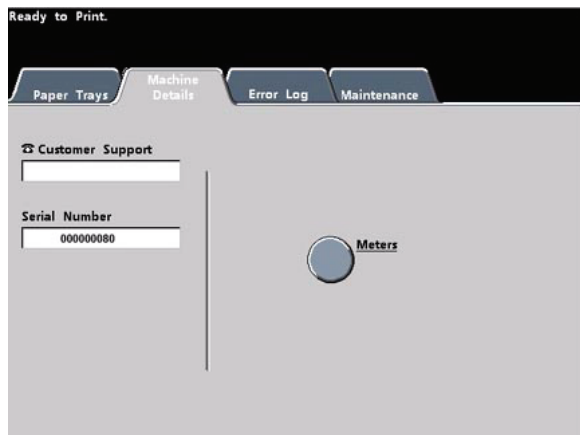 Ready to Print.
Paper Trays
Machine
Details
Error Log
Maintenance
☎ Customer Support
Serial Number
000000080
Meters